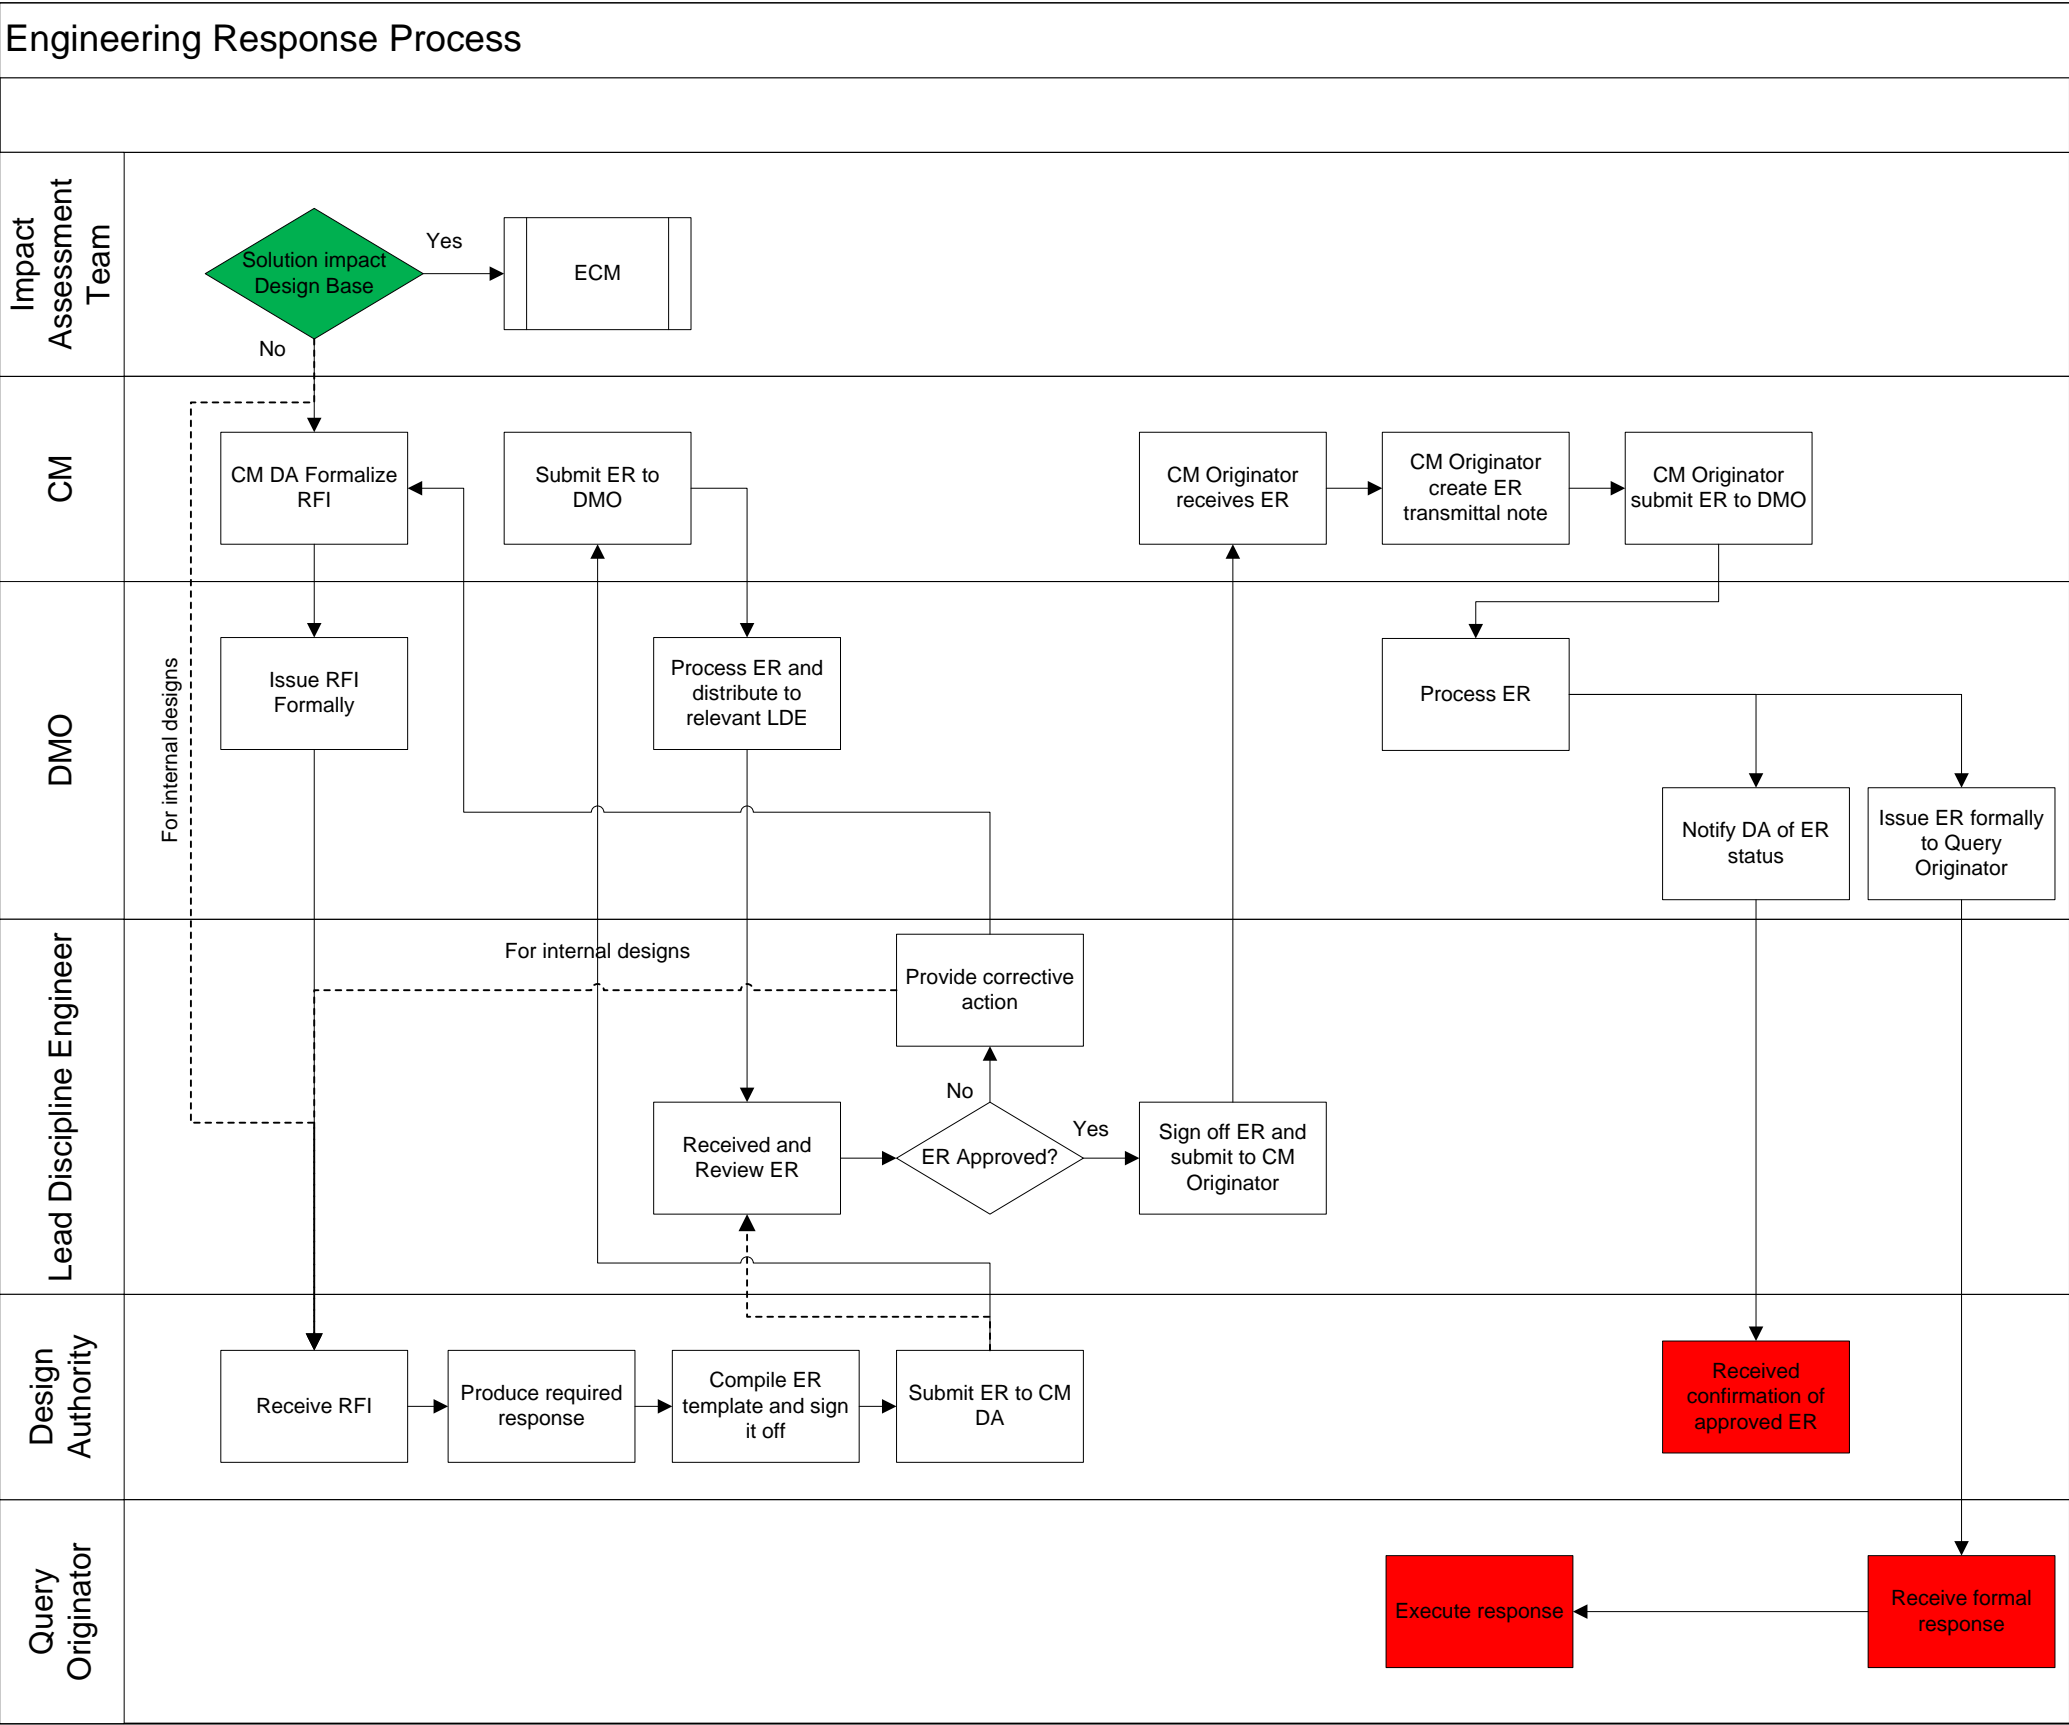 Engineering Response Process
Impact
Assessment
Team
Solution impact
Design Base
Yes
ECM
No
CM
CM DA Formalize
RFI
Submit ER to
DMO
CM Originator
receives ER
CM Originator
create ER
transmittal note
CM Originator
submit ER to DMO
DMO
For internal designs
Issue RFI
Formally
Process ER and
distribute to
relevant LDE
Process ER
Notify DA of ER
status
Issue ER formally
to Query
Originator
Lead Discipline Engineer
For internal designs
Provide corrective
action
No
Received and
Review ER
ER Approved?
Yes
Sign off ER and
submit to CM
Originator
Design
Authority
Receive RFI
Produce required
response
Compile ER
template and sign
it off
Submit ER to CM
DA
Received
confirmation of
approved ER
Query
Originator
Execute response
Receive formal
response